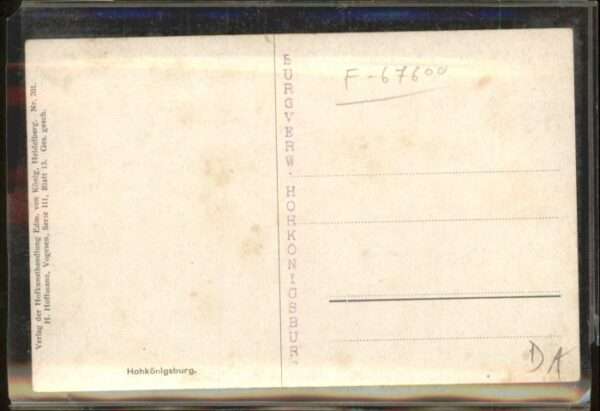 Verlag der Hofkunsthandlung Edm. von König, Heidelberg. Nr. 201.
H. Hoffmann, Vogesen, Serie III, Blatt 13. Ges. gesch.
BURGVERW. HOHKÖNIGSBURG
F-67600
Hohkönigsburg.
DA